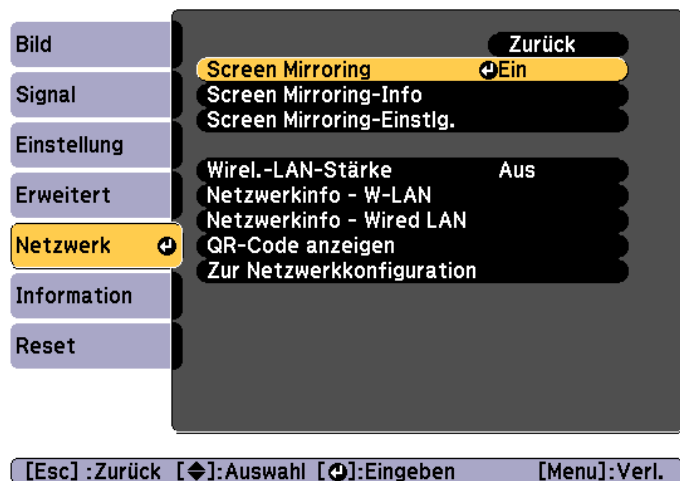 Bild
Signal
Einstellung
Erweitert
Netzwerk
Information
Reset
Zurück
Screen Mirroring Ein
Screen Mirroring-Info
Screen Mirroring-Einstlg.
Wirel.-LAN-Stärke Aus
Netzwerkinfo - W-LAN
Netzwerkinfo - Wired LAN
QR-Code anzeigen
Zur Netzwerkkonfiguration
[Esc] :Zurück [◆]:Auswahl [⏎]:Eingeben [Menu]:Verl.